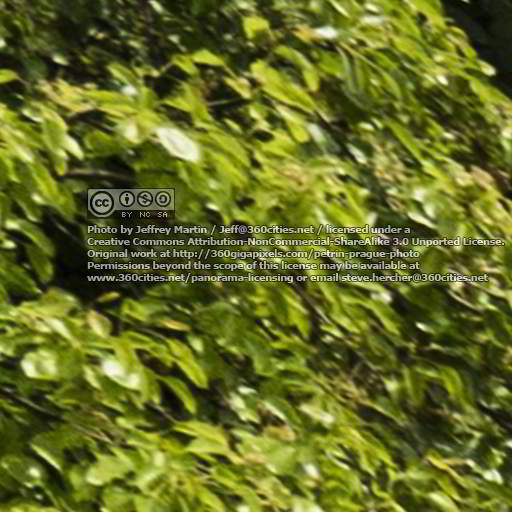 cc
BY NC SA
Photo by Jeffrey Martin / Jeff@360cities.net / licensed under a
Creative Commons Attribution-NonCommercial-ShareAlike 3.0 Unported License.
Original work at http://360gigapixels.com/petrin-prague-photo
Permissions beyond the scope of this license may be available at
www.360cities.net/panorama-licensing or email steve.hercher@360cities.net